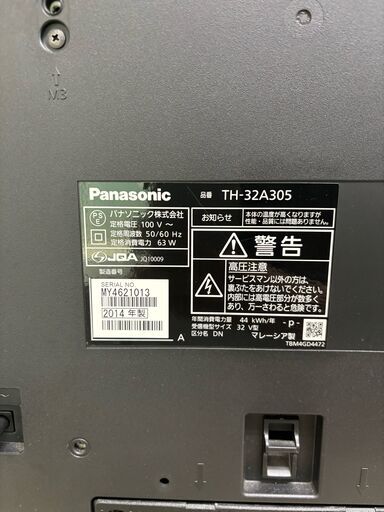 M3
Panasonic
品番 TH-32A305
PSE パナソニック株式会社
定格電圧 100 V ～
定格周波数 50/60 Hz
定格消費電力 63 W
JQA JQ10009
製造番号
SERIAL NO.
MY4621013
2014 年製
A
お知らせ
本体の温度が高くなりますが
性能・品質には問題ありません。
警告
高圧注意
サービスマン以外の方は、
裏ぶたをあけないでください。
内部には高電圧部分が数多く
あり、万一さわると危険です。
年間消費電力量 44 kWh/年
受信機型サイズ 32 V型
区分名 DN
-p-
マレーシア製
TBM4GD4472